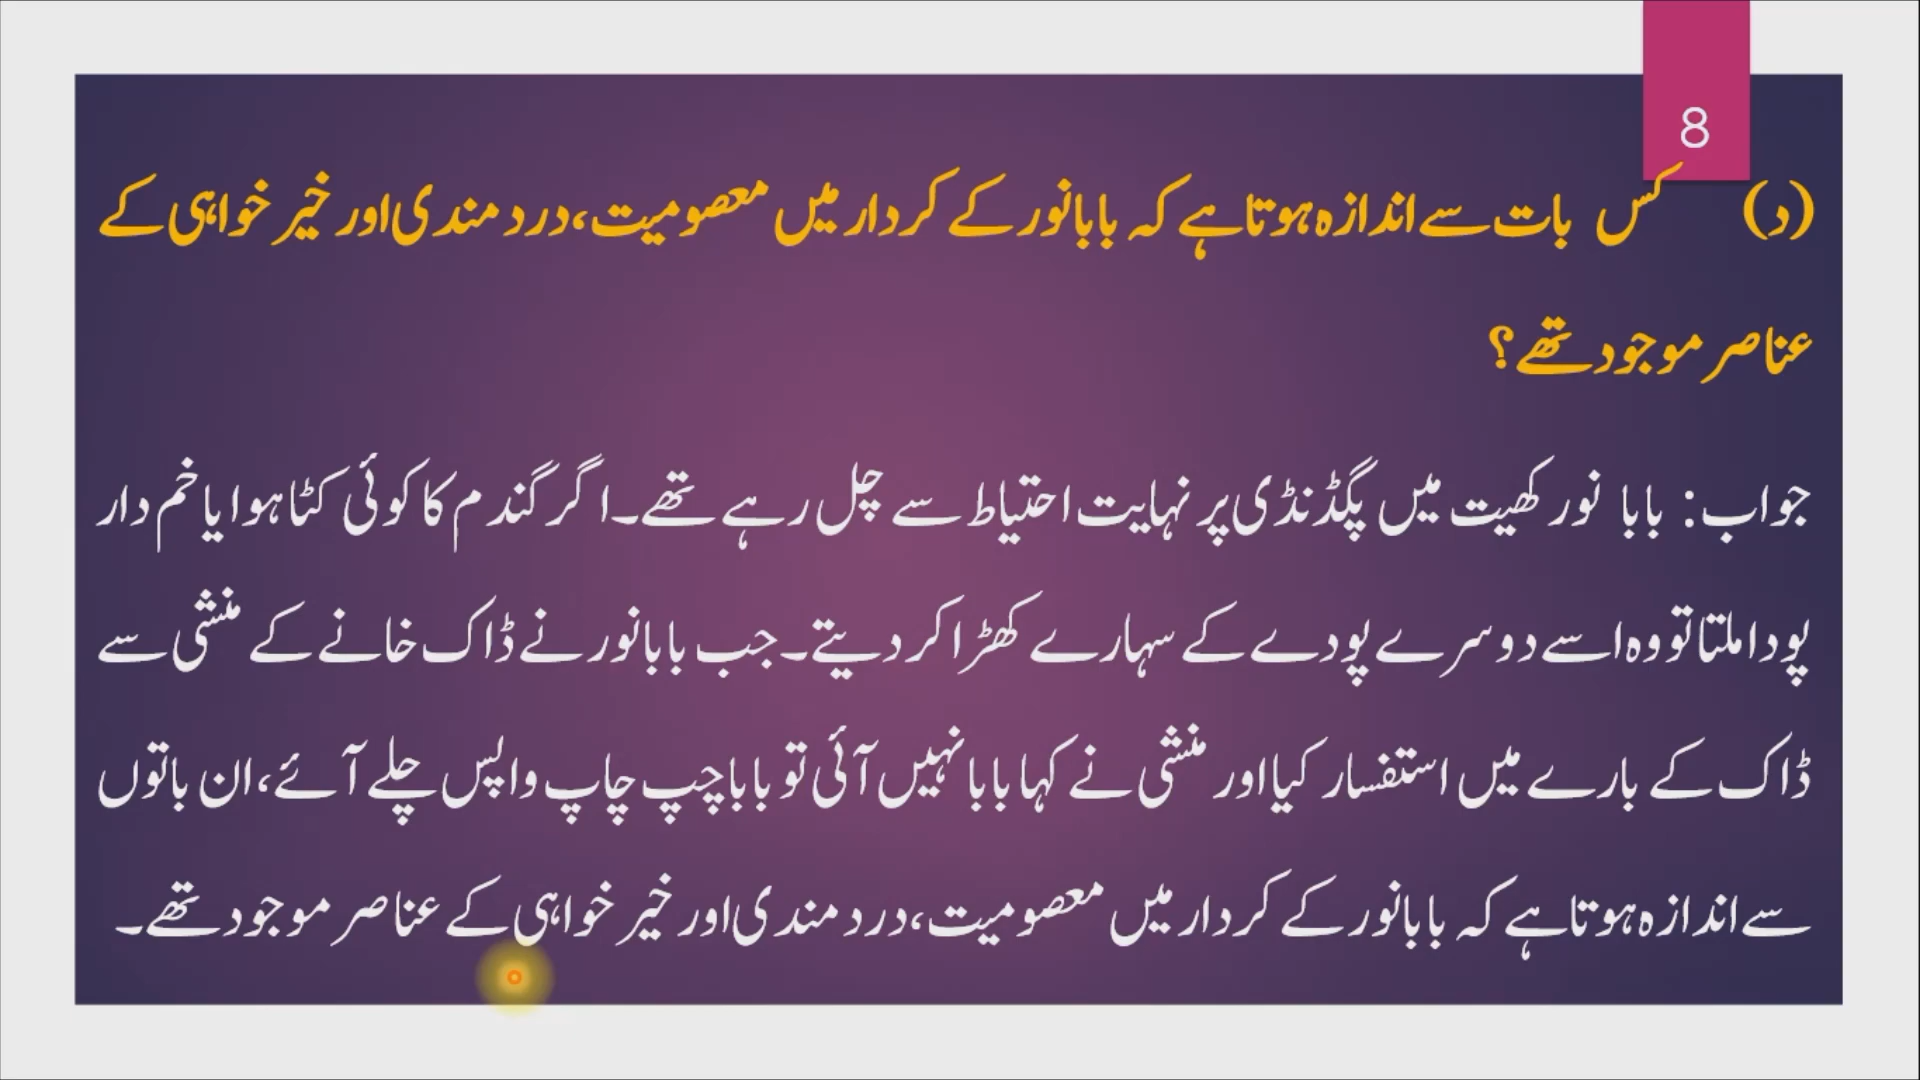 8
(د) کس بات سے اندازہ ہوتا ہے کہ بابا نور کے کردار میں معصومیت، درد مندی اور خیر خواہی کے
عناصر موجود تھے؟
جواب: بابا نور کھیت میں پگڈنڈی پر نہایت احتیاط سے چل رہے تھے۔ اگر گندم کا کوئی کٹا ہوا یا خم دار
پودا ملتا تو وہ اسے دوسرے پودے کے سہارے کھڑا کر دیتے۔ جب بابا نور نے ڈاک خانے کے منشی سے
ڈاک کے بارے میں استفسار کیا اور منشی نے کہا بابا نہیں آئی تو بابا چپ چاپ واپس چلے آئے، ان باتوں
سے اندازہ ہوتا ہے کہ بابا نور کے کردار میں معصومیت، درد مندی اور خیر خواہی کے عناصر موجود تھے۔